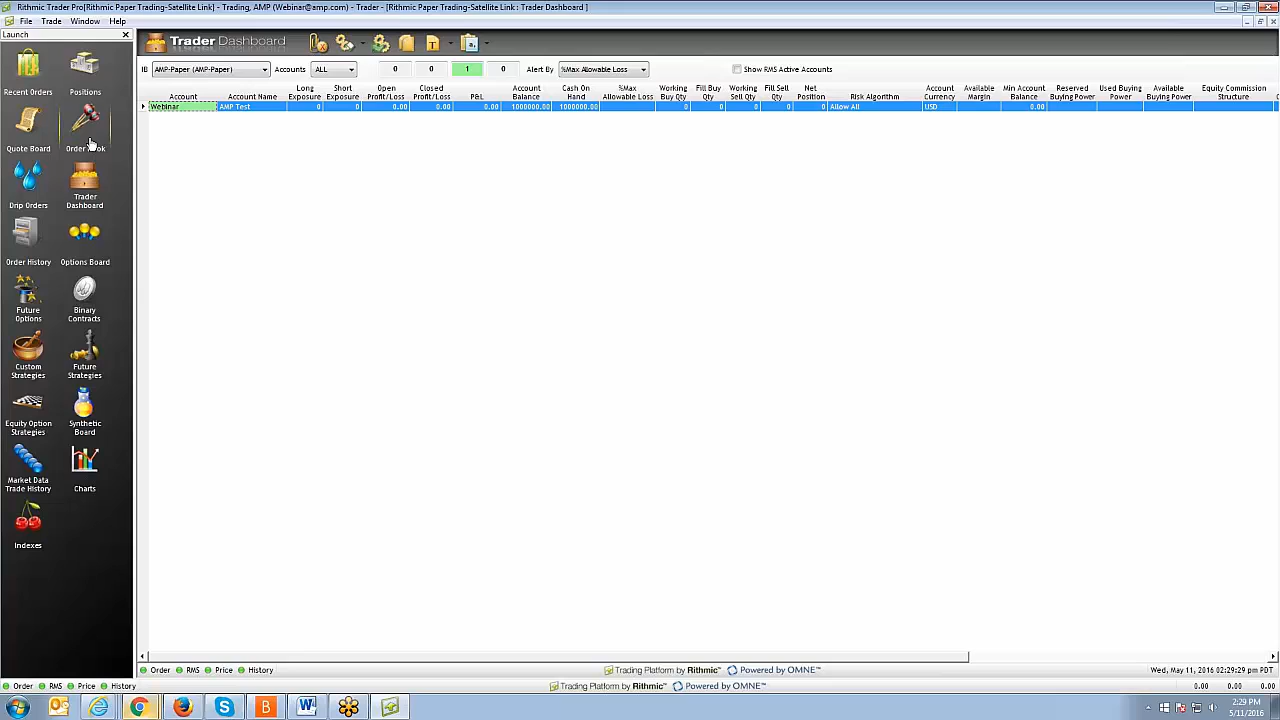 Rithmic Trader Pro[Rithmic Paper Trading-Satellite Link] - Trading, AMP (Webinar@amp.com) - Trader - [Rithmic Paper Trading-Satellite Link : Trader Dashboard ]
File Trade Window Help
Launch
Recent Orders
Positions
Quote Board
Drip Orders
Trader
Dashboard
Order History
Options Board
Future
Options
Binary
Contracts
Custom
Strategies
Future
Strategies
Equity Option
Strategies
Synthetic
Board
Market Data
Trade History
Charts
Indexes
Trader Dashboard
IB AMP-Paper (AMP-Paper) Accounts ALL 0 0 1 0 Alert By %Max Allowable Loss Show RMS Active Accounts
Account
Account Name
Long
Exposure
Short
Exposure
Open
Profit/Loss
Closed
Profit/Loss
P&L
Account
Balance
Cash On
Hand
%Max
Allowable Loss
Working
Buy Qty
Fill Buy
Qty
Working
Sell Qty
Fill Sell
Qty
Net
Position
Risk Algorithm
Account
Currency
Available
Margin
Min Account
Balance
Reserved
Buying Power
Used Buying
Power
Available
Buying Power
Equity Commission
Structure
Webinar AMP Test 0 0 0.00 0.00 0.00 1000000.00 1000000.00 0 0 0 0 0 Allow All USD 0.00
Order RMS Price History Trading Platform by Rithmic™ Powered by OMNE™ Wed, May 11, 2016 02:29:29 pm PDT
Order RMS Price History Trading Platform by Rithmic™ Powered by OMNE™ 0.00 0.00 0.00
2:29 PM
5/11/2016